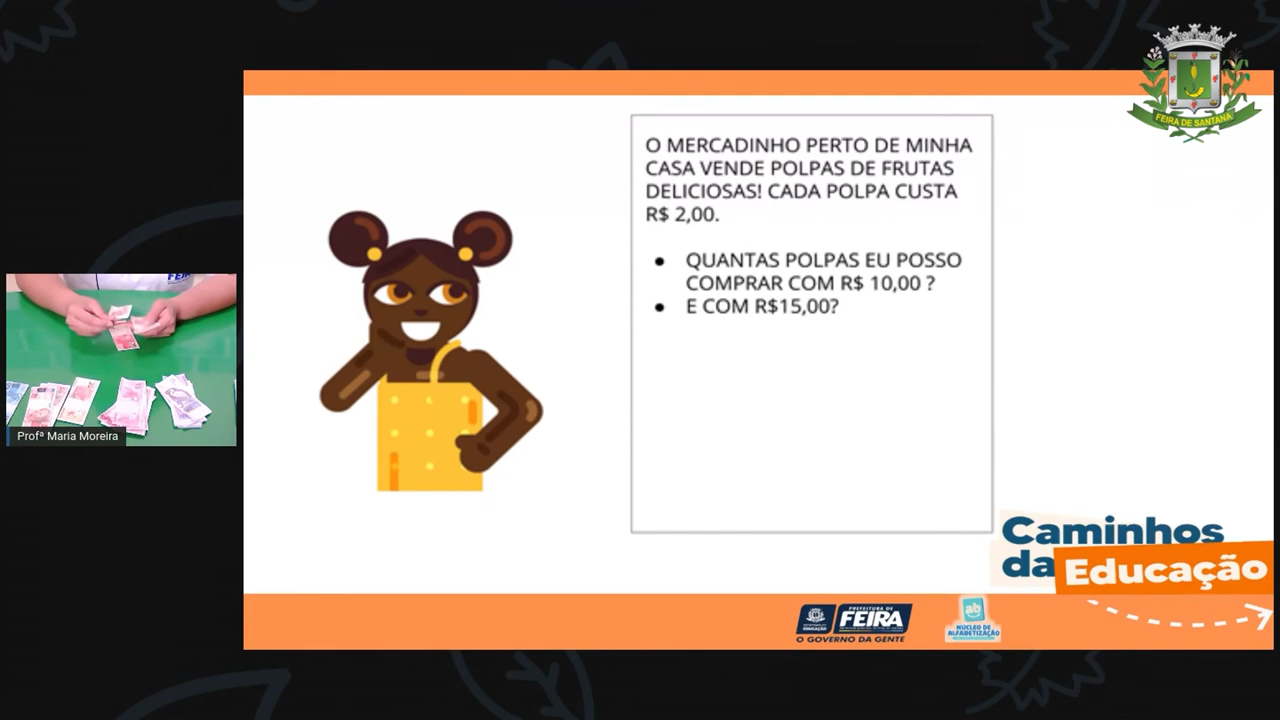 FEIRA DE SANTANA
O MERCADINHO PERTO DE MINHA
CASA VENDE POLPAS DE FRUTAS
DELICIOSAS! CADA POLPA CUSTA
R$ 2,00.
● QUANTAS POLPAS EU POSSO
COMPRAR COM R$ 10,00 ?
● E COM R$15,00?
Profª Maria Moreira
Caminhos
da Educação
PREFEITURA DE
FEIRA
EDUCAÇÃO
O GOVERNO DA GENTE
ab
NÚCLEO DE
ALFABETIZAÇÃO